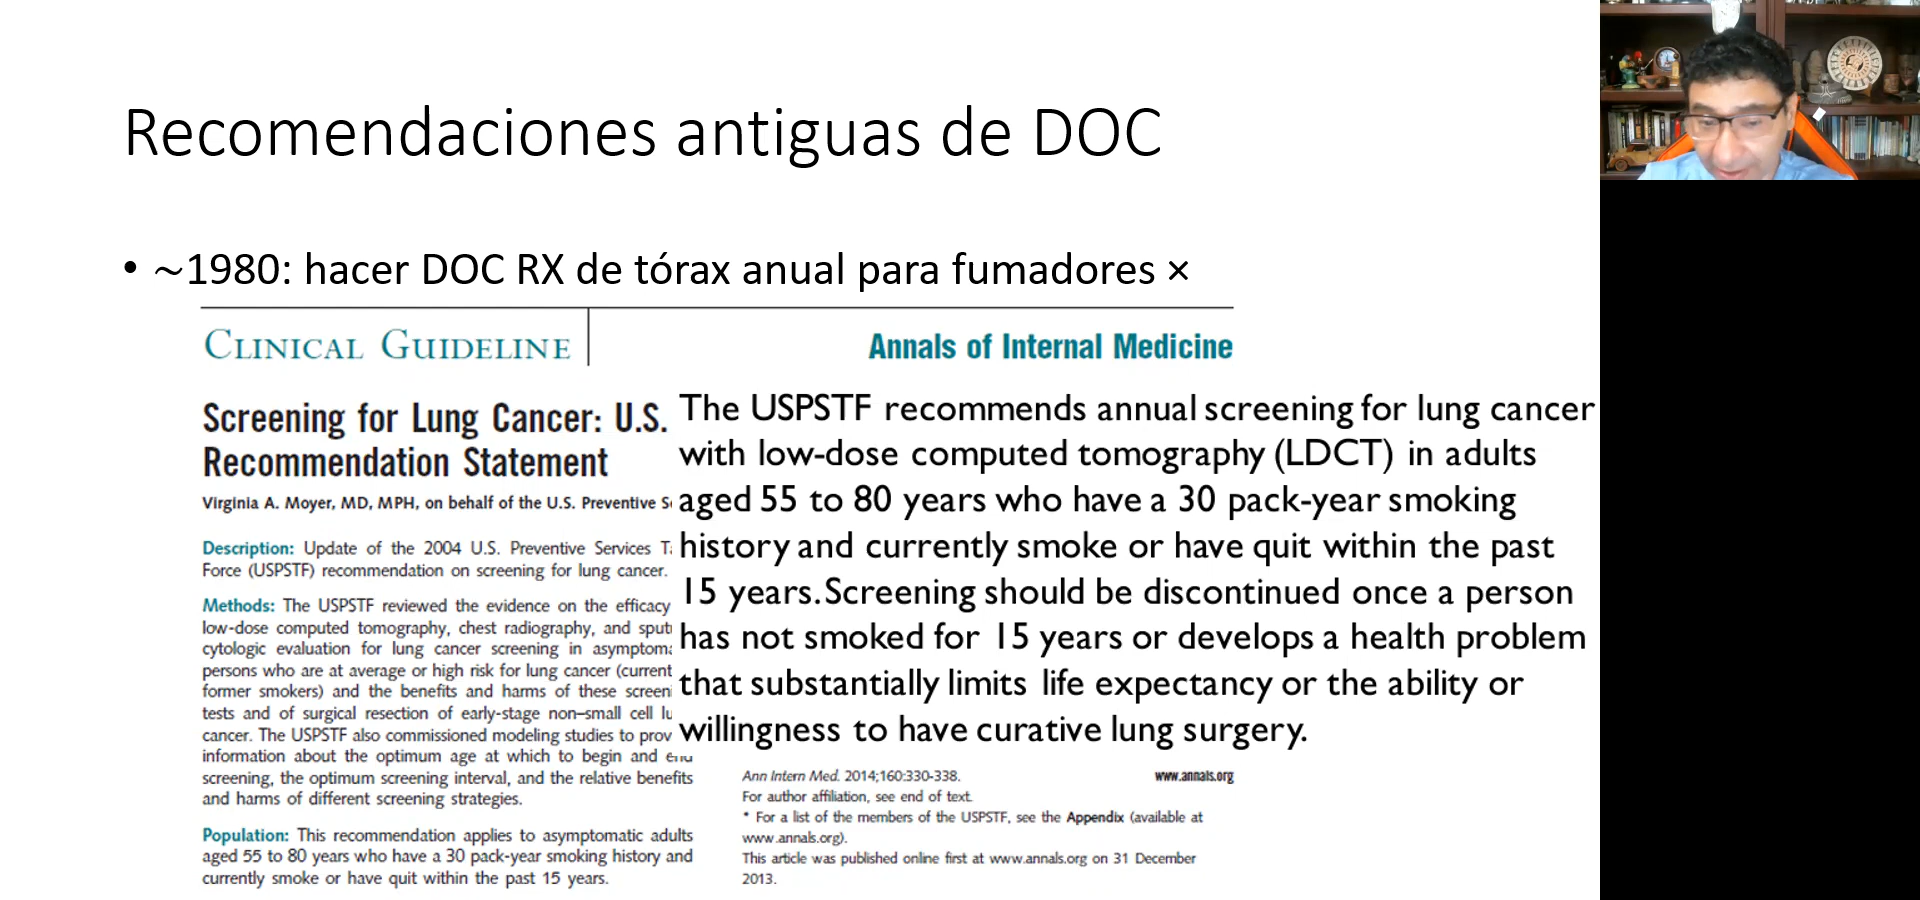 Recomendaciones antiguas de DOC
• ~1980: hacer DOC RX de tórax anual para fumadores ×
CLINICAL GUIDELINE
Annals of Internal Medicine
Screening for Lung Cancer: U.S.
Recommendation Statement
Virginia A. Moyer, MD, MPH, on behalf of the U.S. Preventive
Description: Update of the 2004 U.S. Preventive Services
Force (USPSTF) recommendation on screening for lung cancer.
Methods: The USPSTF reviewed the evidence on the efficacy
low-dose computed tomography, chest radiography, and
cytologic evaluation for lung cancer screening in
persons who are at average or high risk for lung cancer (current
former smokers) and the benefits and harms of these
tests and of surgical resection of early-stage non–small cell
cancer. The USPSTF also commissioned modeling studies to
information about the optimum age at which to begin and end
screening, the optimum screening interval, and the relative benefits
and harms of different screening strategies.
Population: This recommendation applies to asymptomatic adults
aged 55 to 80 years who have a 30 pack-year smoking history and
currently smoke or have quit within the past 15 years.
The USPSTF recommends annual screening for lung cancer
with low-dose computed tomography (LDCT) in adults
aged 55 to 80 years who have a 30 pack-year smoking
history and currently smoke or have quit within the past
15 years. Screening should be discontinued once a person
has not smoked for 15 years or develops a health problem
that substantially limits life expectancy or the ability or
willingness to have curative lung surgery.
Ann Intern Med. 2014;160:330-338.
www.annals.org
For author affiliation, see end of text.
* For a list of the members of the USPSTF, see the Appendix (available at
www.annals.org).
This article was published online first at www.annals.org on 31 December
2013.